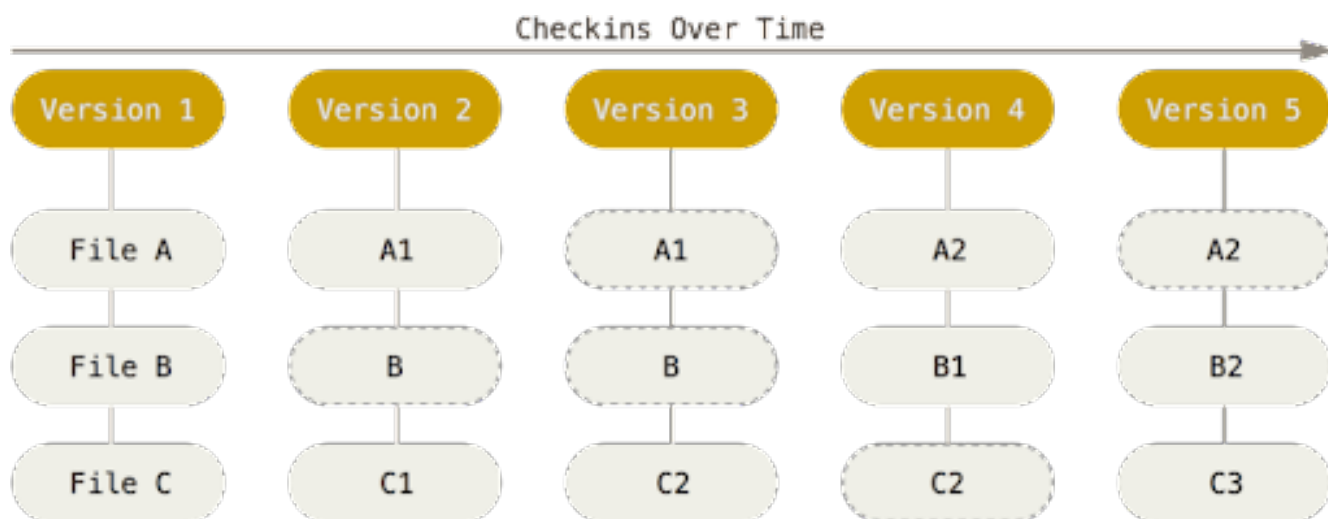 Checkins Over Time
Version 1 Version 2 Version 3 Version 4 Version 5
File A A1 A1 A2 A2
File B B B B1 B2
File C C1 C2 C2 C3